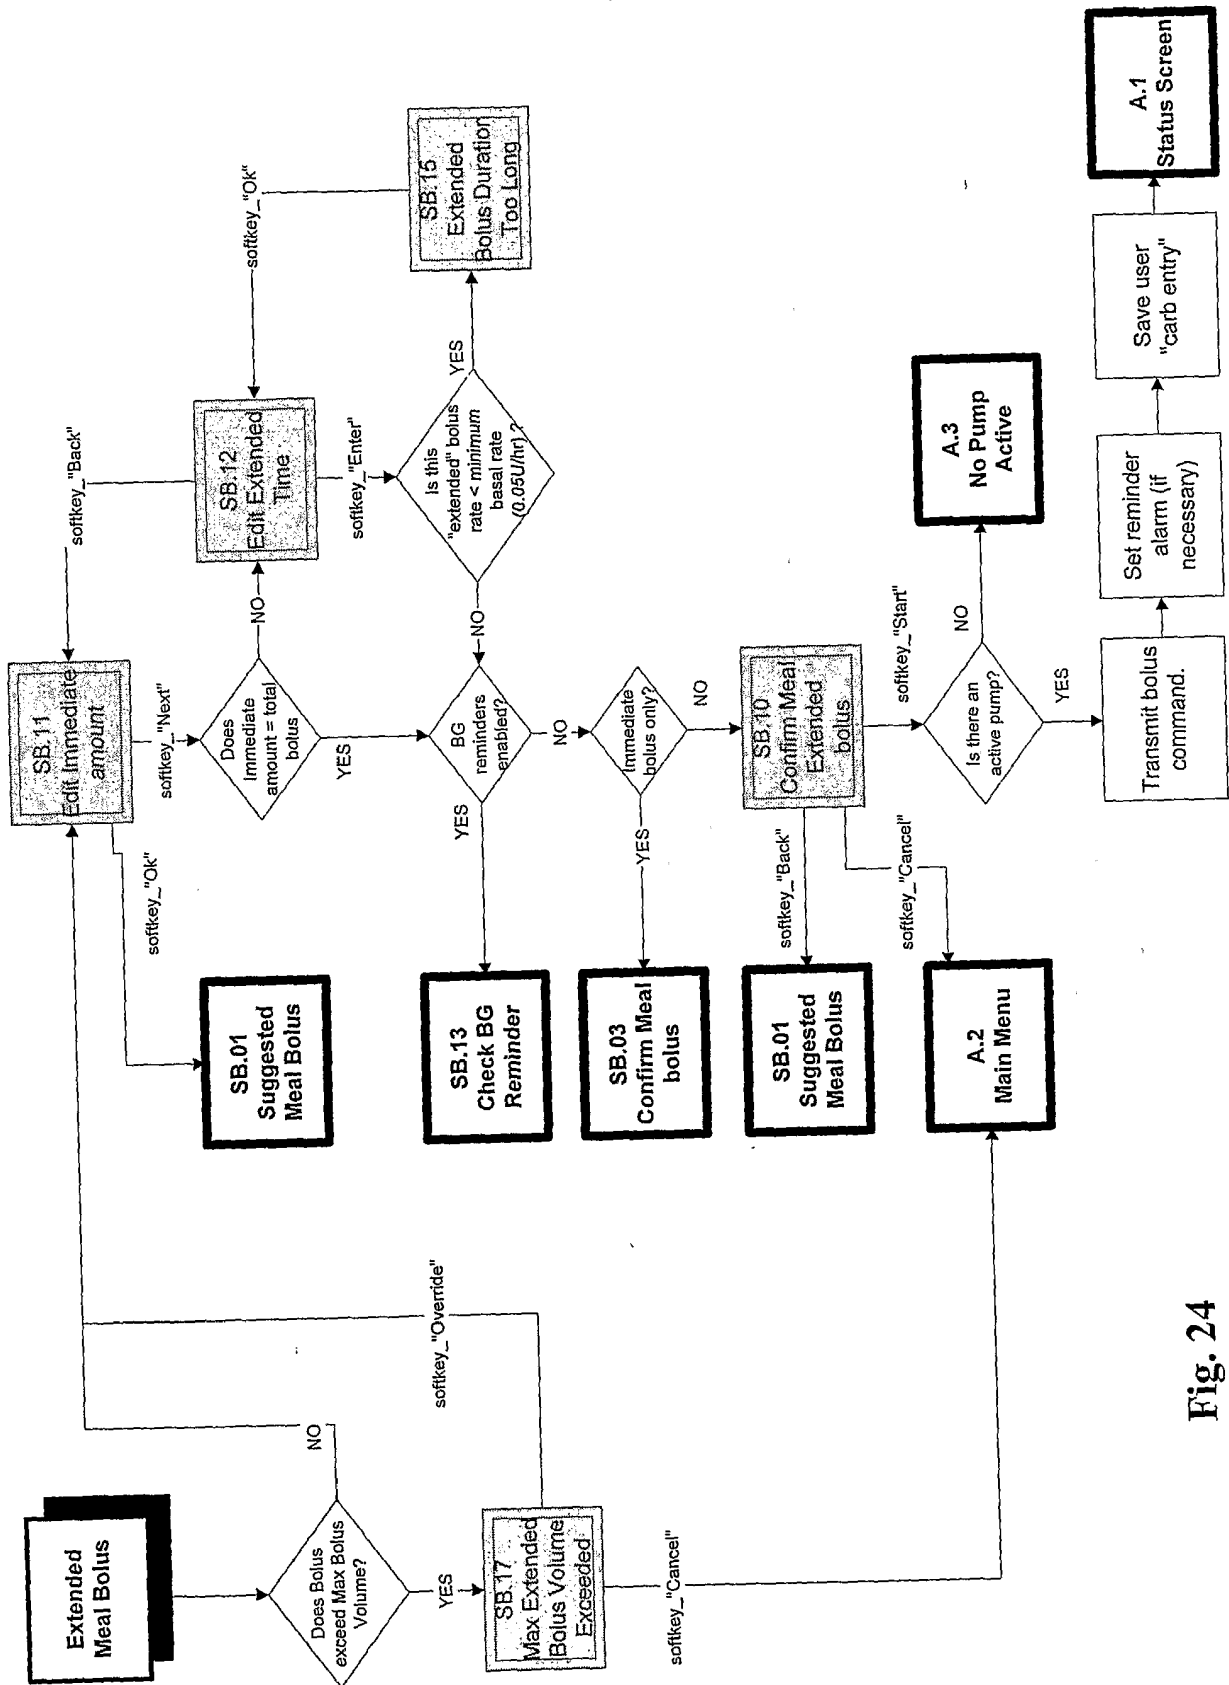 Extended
Meal Bolus
Does Bolus
exceed Max Bolus
Volume?
NO
YES
SB.17
Max Extended
Bolus Volume
Exceeded
softkey_"Override"
softkey_"Cancel"
SB.11
Edit Immediate
amount
softkey_"Ok"
SB.01
Suggested
Meal Bolus
softkey_"Next"
softkey_"Back"
Does
Immediate
amount = total
bolus
NO
YES
SB.12
Edit Extended
Time
softkey_"Enter"
softkey_"Ok"
Is this
"extended" bolus
rate < minimum
basal rate
(0.05U/hr) ?
YES
NO
SB.15
Extended
Bolus Duration
Too Long
BG
reminders
enabled?
YES
NO
SB.13
Check BG
Reminder
Immediate
bolus only?
YES
NO
SB.03
Confirm Meal
bolus
SB.10
Confirm Meal
Extended
bolus
softkey_"Back"
SB.01
Suggested
Meal Bolus
softkey_"Cancel"
A.2
Main Menu
softkey_"Start"
Is there an
active pump?
NO
YES
A.3
No Pump
Active
Transmit bolus
command.
Set reminder
alarm (if
necessary)
Save user
"carb entry"
A.1
Status Screen
Fig. 24